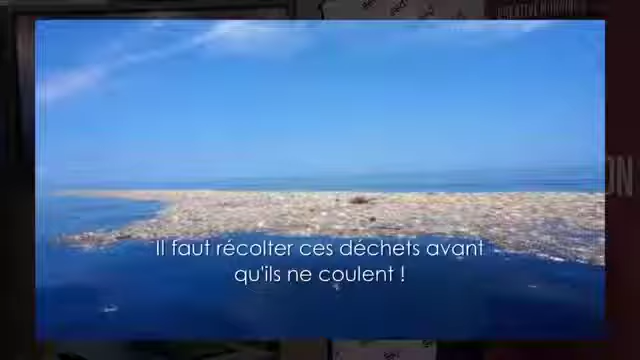 Il faut récolter ces déchets avant
qu'ils ne coulent !